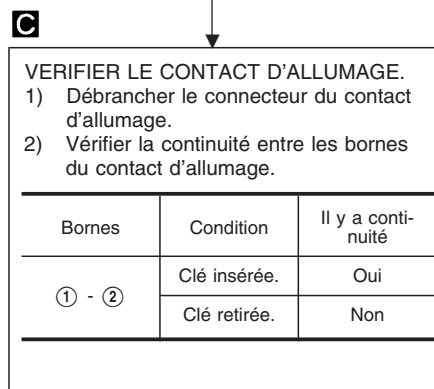 C
VERIFIER LE CONTACT D'ALLUMAGE.
1) Débrancher le connecteur du contact
d'allumage.
2) Vérifier la continuité entre les bornes
du contact d'allumage.
Bornes Condition Il y a conti-
nuité
① - ② Clé insérée. Oui
Clé retirée. Non